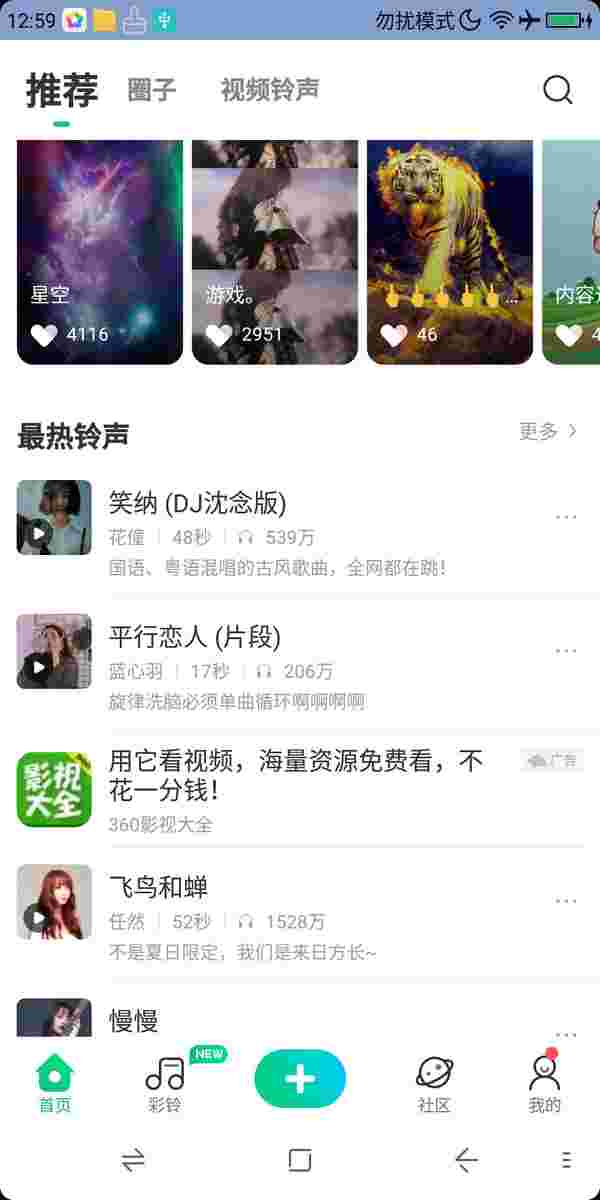 12:59
勿扰模式
推荐 圈子 视频铃声
星空
4116
游戏。
2951
🖕🖕🖕🖕🖕...
46
内容
4
最热铃声
更多
笑纳 (DJ沈念版)
花僮 48秒 539万
国语、粤语混唱的古风歌曲，全网都在跳！
平行恋人 (片段)
蓝心羽 17秒 206万
旋律洗脑必须单曲循环啊啊啊啊
影视
大全
用它看视频，海量资源免费看，不
花一分钱！
广告
360影视大全
飞鸟和蝉
任然 52秒 1528万
不是夏日限定，我们是来日方长~
慢慢
NEW
首页 彩铃 社区 我的